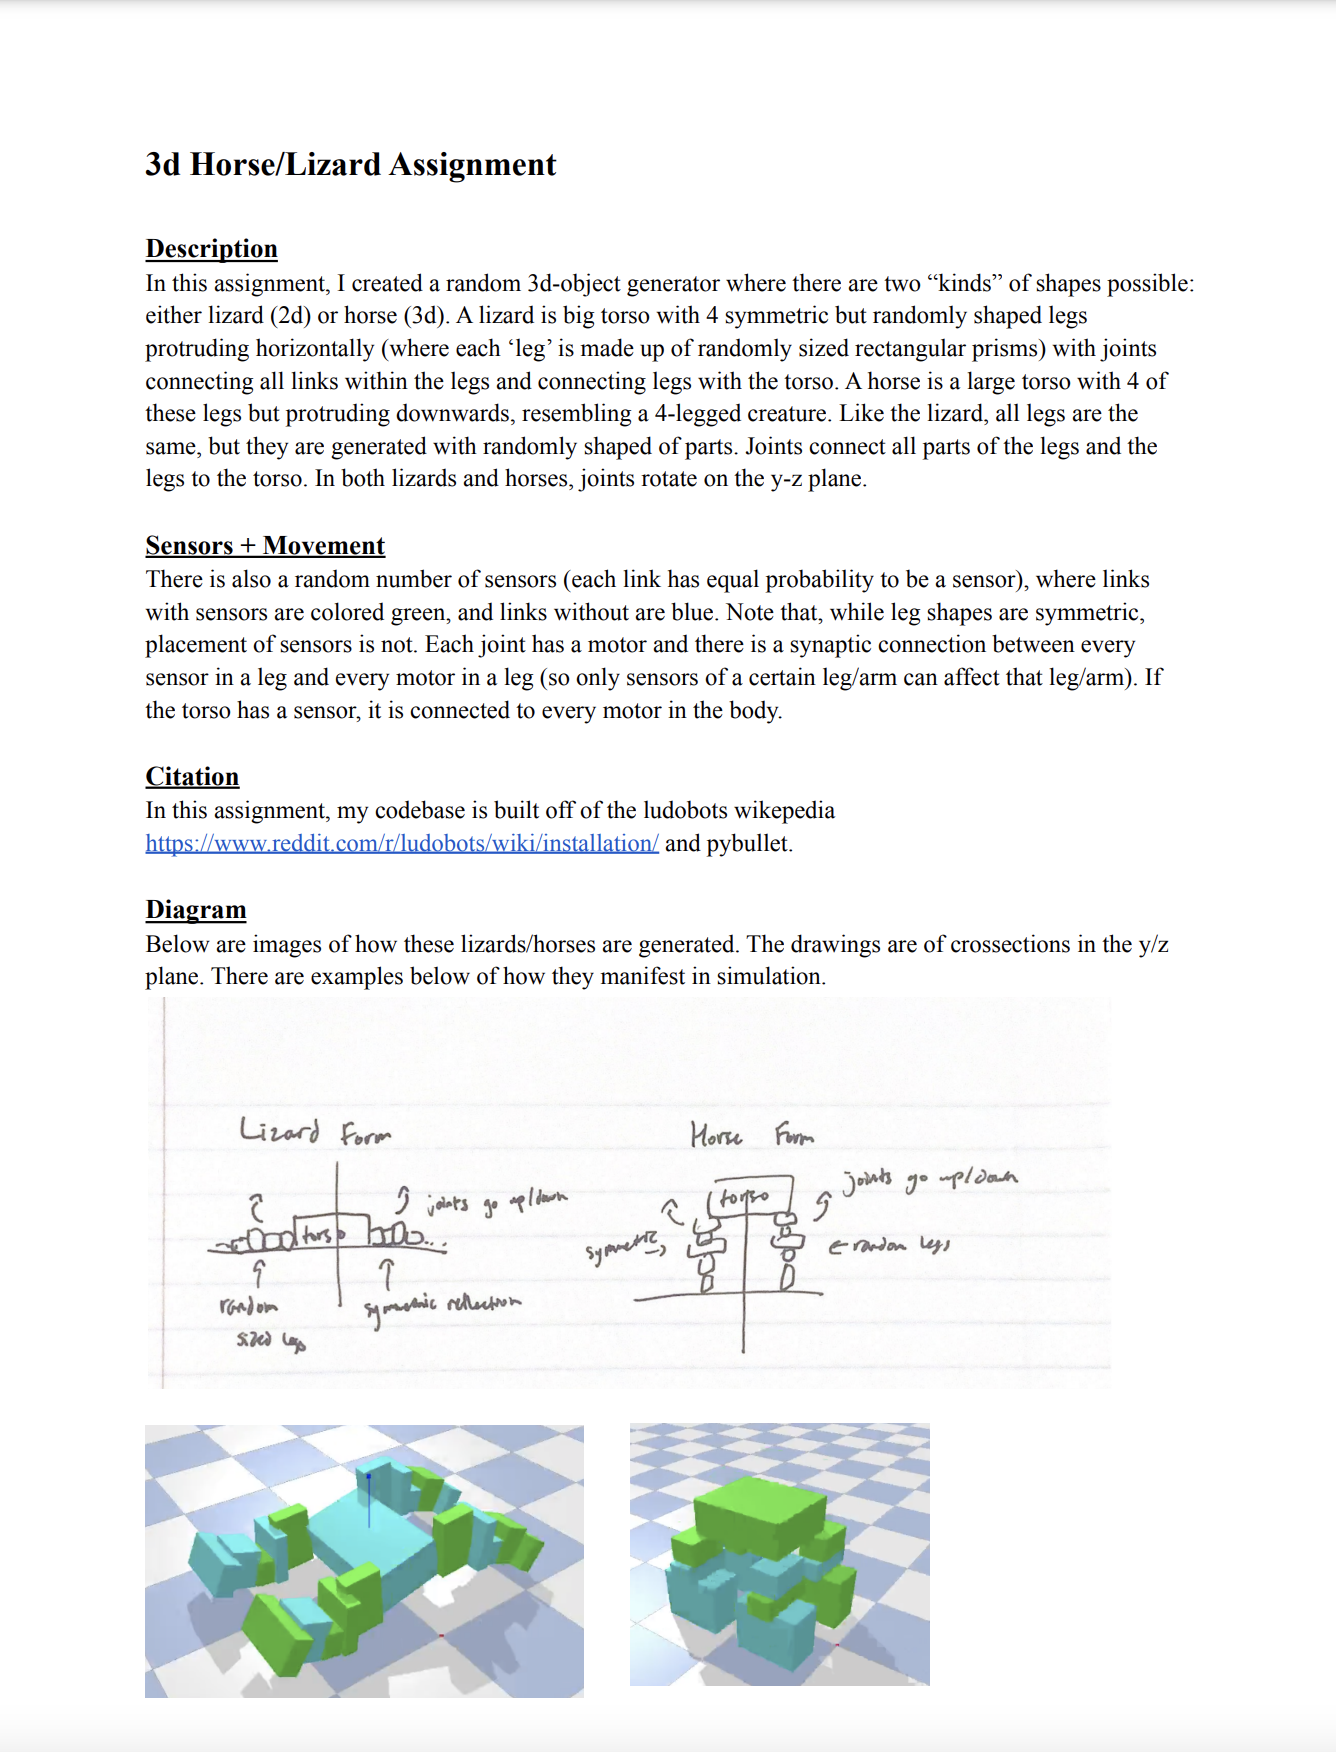 3d Horse/Lizard Assignment
Description
In this assignment, I created a random 3d-object generator where there are two “kinds” of shapes possible:
either lizard (2d) or horse (3d). A lizard is big torso with 4 symmetric but randomly shaped legs
protruding horizontally (where each ‘leg’ is made up of randomly sized rectangular prisms) with joints
connecting all links within the legs and connecting legs with the torso. A horse is a large torso with 4 of
these legs but protruding downwards, resembling a 4-legged creature. Like the lizard, all legs are the
same, but they are generated with randomly shaped of parts. Joints connect all parts of the legs and the
legs to the torso. In both lizards and horses, joints rotate on the y-z plane.
Sensors + Movement
There is also a random number of sensors (each link has equal probability to be a sensor), where links
with sensors are colored green, and links without are blue. Note that, while leg shapes are symmetric,
placement of sensors is not. Each joint has a motor and there is a synaptic connection between every
sensor in a leg and every motor in a leg (so only sensors of a certain leg/arm can affect that leg/arm). If
the torso has a sensor, it is connected to every motor in the body.
Citation
In this assignment, my codebase is built off of the ludobots wikepedia
https://www.reddit.com/r/ludobots/wiki/installation/ and pybullet.
Diagram
Below are images of how these lizards/horses are generated. The drawings are of crossections in the y/z
plane. There are examples below of how they manifest in simulation.
Lizard Form
joints go up/down
torso
random
sized legs
symmetric reflection
Horse Form
joints go up/down
torso
symmetric
random legs